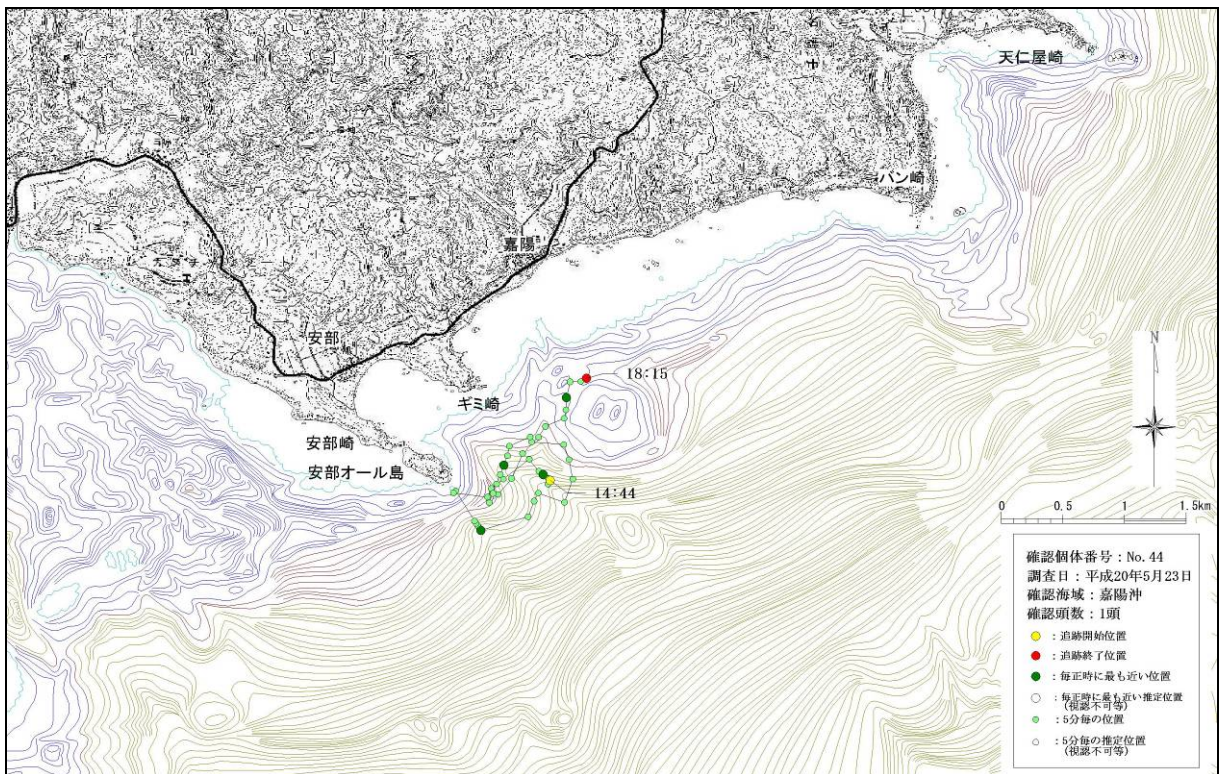 天仁屋崎
バン崎
嘉陽
安部
ギミ崎
安部崎
安部オール島
18:15
14:44
N
0 0.5 1 1.5km
確認個体番号：No. 44
調査日：平成20年5月23日
確認海域：嘉陽沖
確認頭数：1頭
：追跡開始位置
：追跡終了位置
：毎正時に最も近い位置
：毎正時に最も近い推定位置
(視認不可等)
：5分毎の位置
：5分毎の推定位置
(視認不可等)